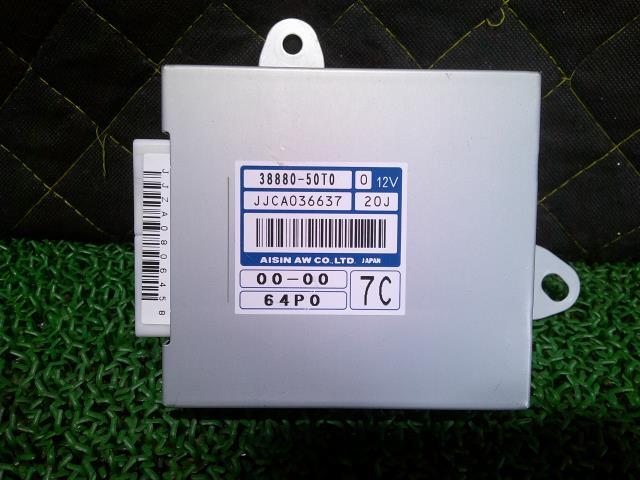 38880-50T0 0 12V
JJCA036637 20J
AISIN AW CO.,LTD. JAPAN
00-00
64P0 7C
JJZA0806458